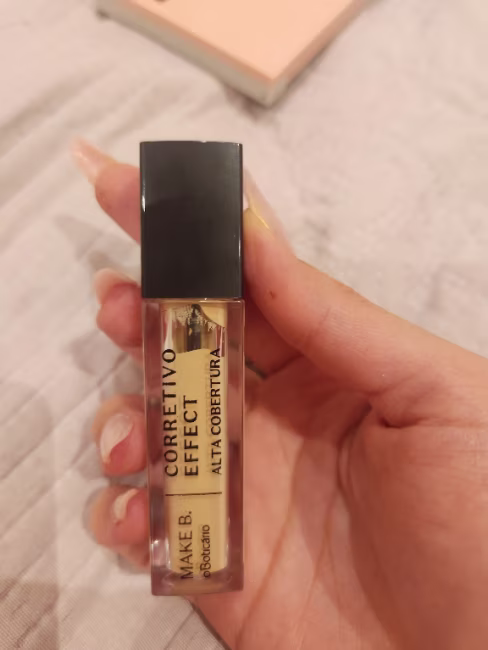 CORRETIVO
EFFECT
ALTA COBERTURA
MAKE B.
oBoticário